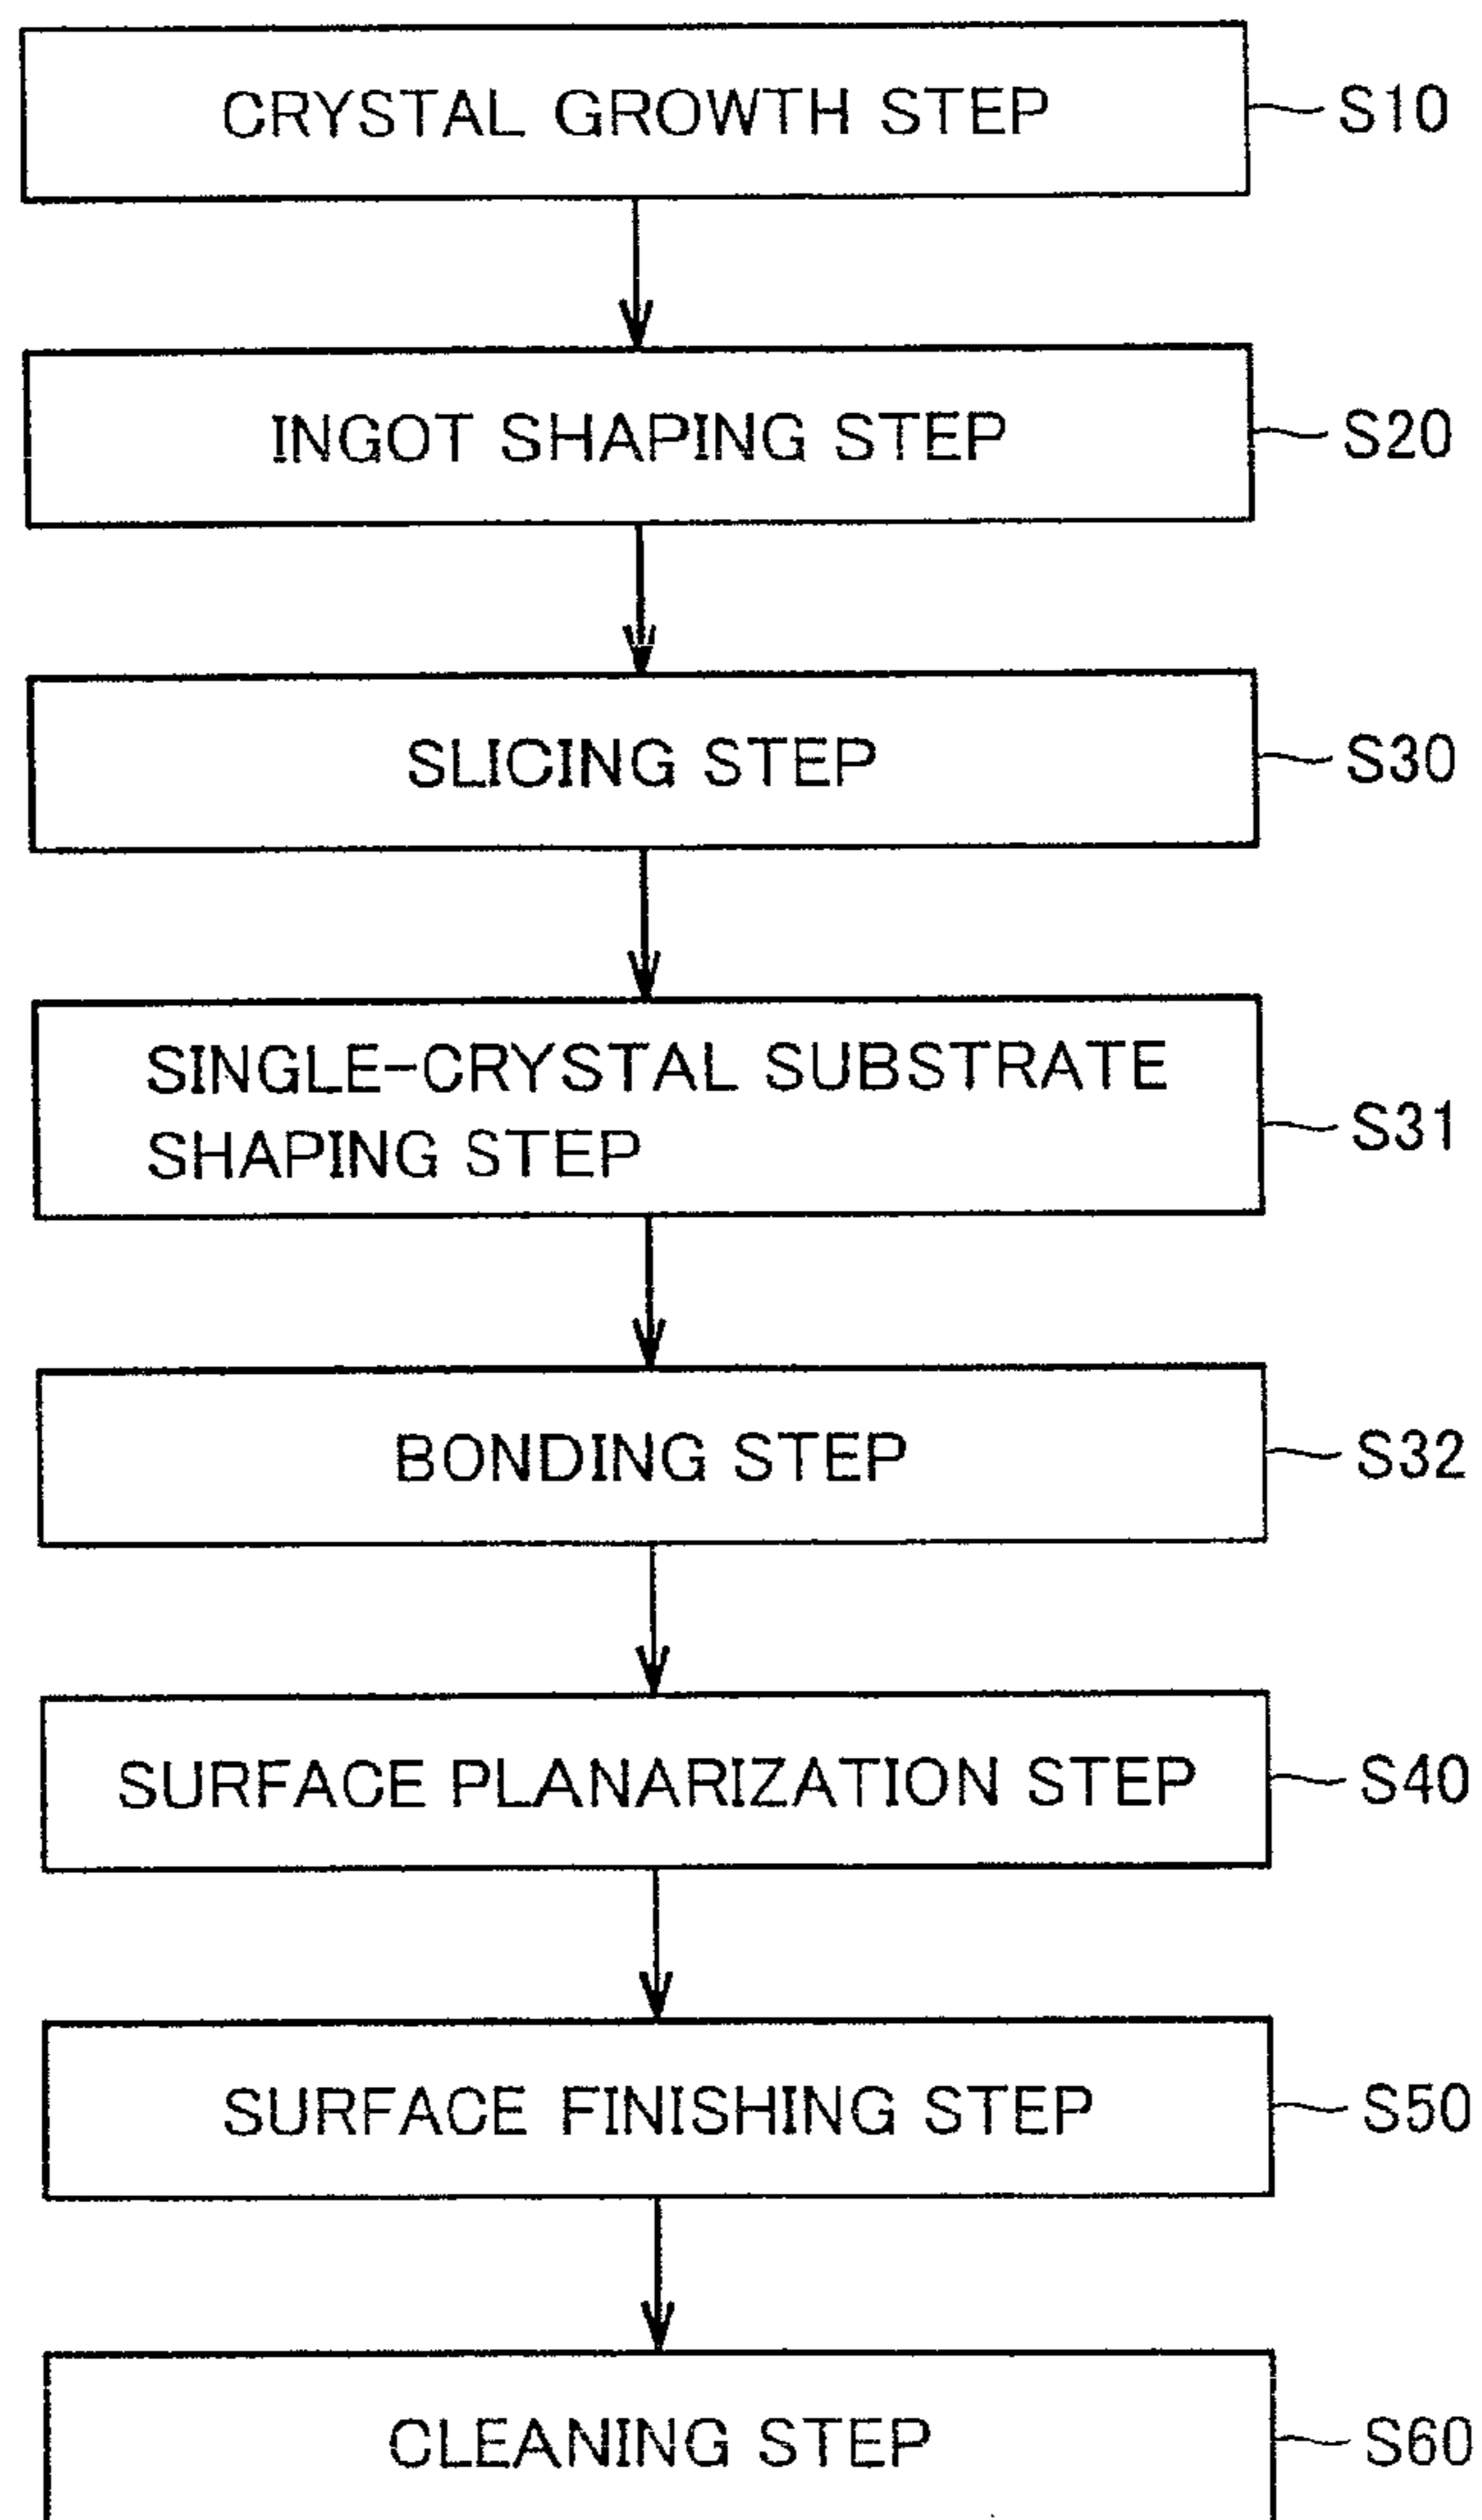 CRYSTAL GROWTH STEP
S10
INGOT SHAPING STEP
S20
SLICING STEP
S30
SINGLE-CRYSTAL SUBSTRATE
SHAPING STEP
S31
BONDING STEP
S32
SURFACE PLANARIZATION STEP
S40
SURFACE FINISHING STEP
S50
CLEANING STEP
S60